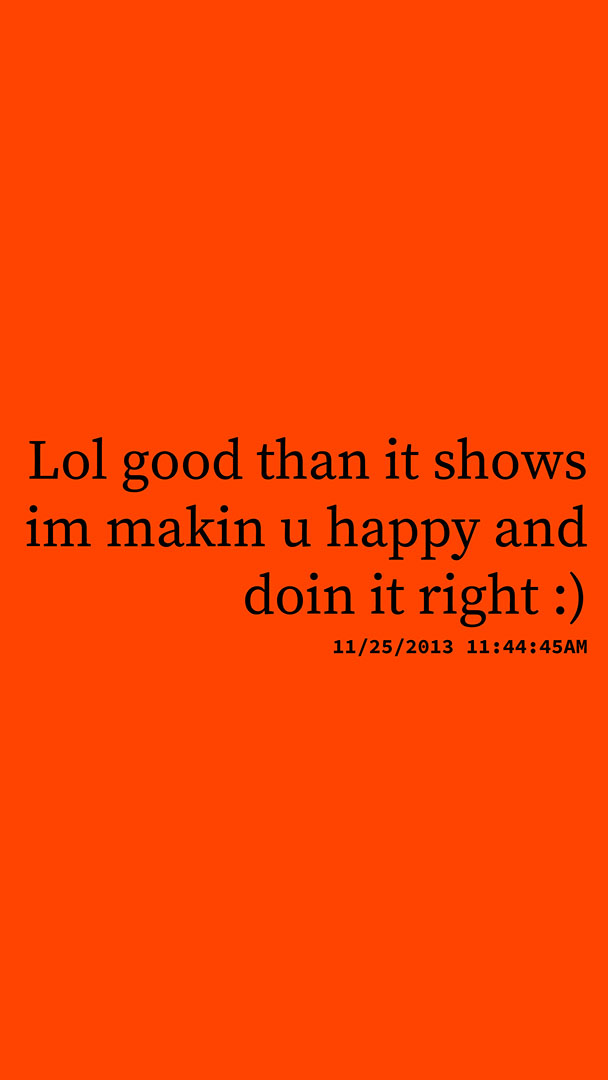 Lol good than it shows
im makin u happy and
doin it right :)
11/25/2013 11:44:45AM